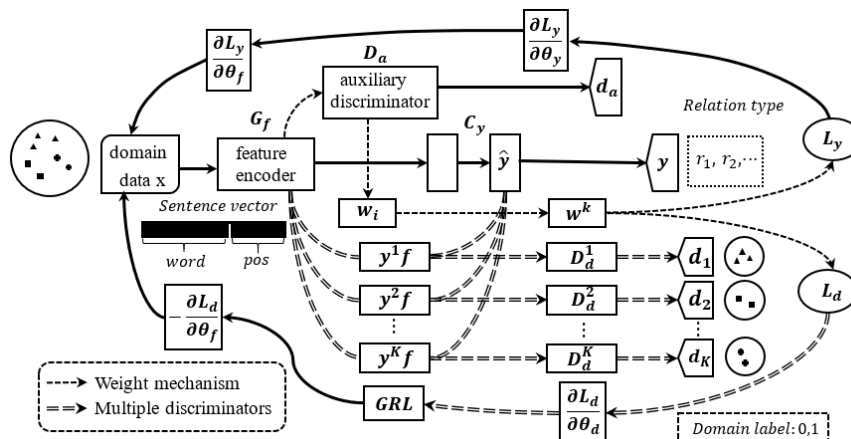 ∂L_y/∂θ_f
∂L_y/∂θ_y
D_a
auxiliary
discriminator
d_a
Relation type
G_f
C_y
L_y
domain
data x
feature
encoder
ŷ
y
r_1, r_2,⋯
Sentence vector
w_i
w^k
word
pos
y^1 f
D_d^1
d_1
y^2 f
D_d^2
d_2
L_d
−∂L_d/∂θ_f
⋮
⋮
⋮
y^K f
D_d^K
d_K
Weight mechanism
Multiple discriminators
GRL
∂L_d/∂θ_d
Domain label: 0,1